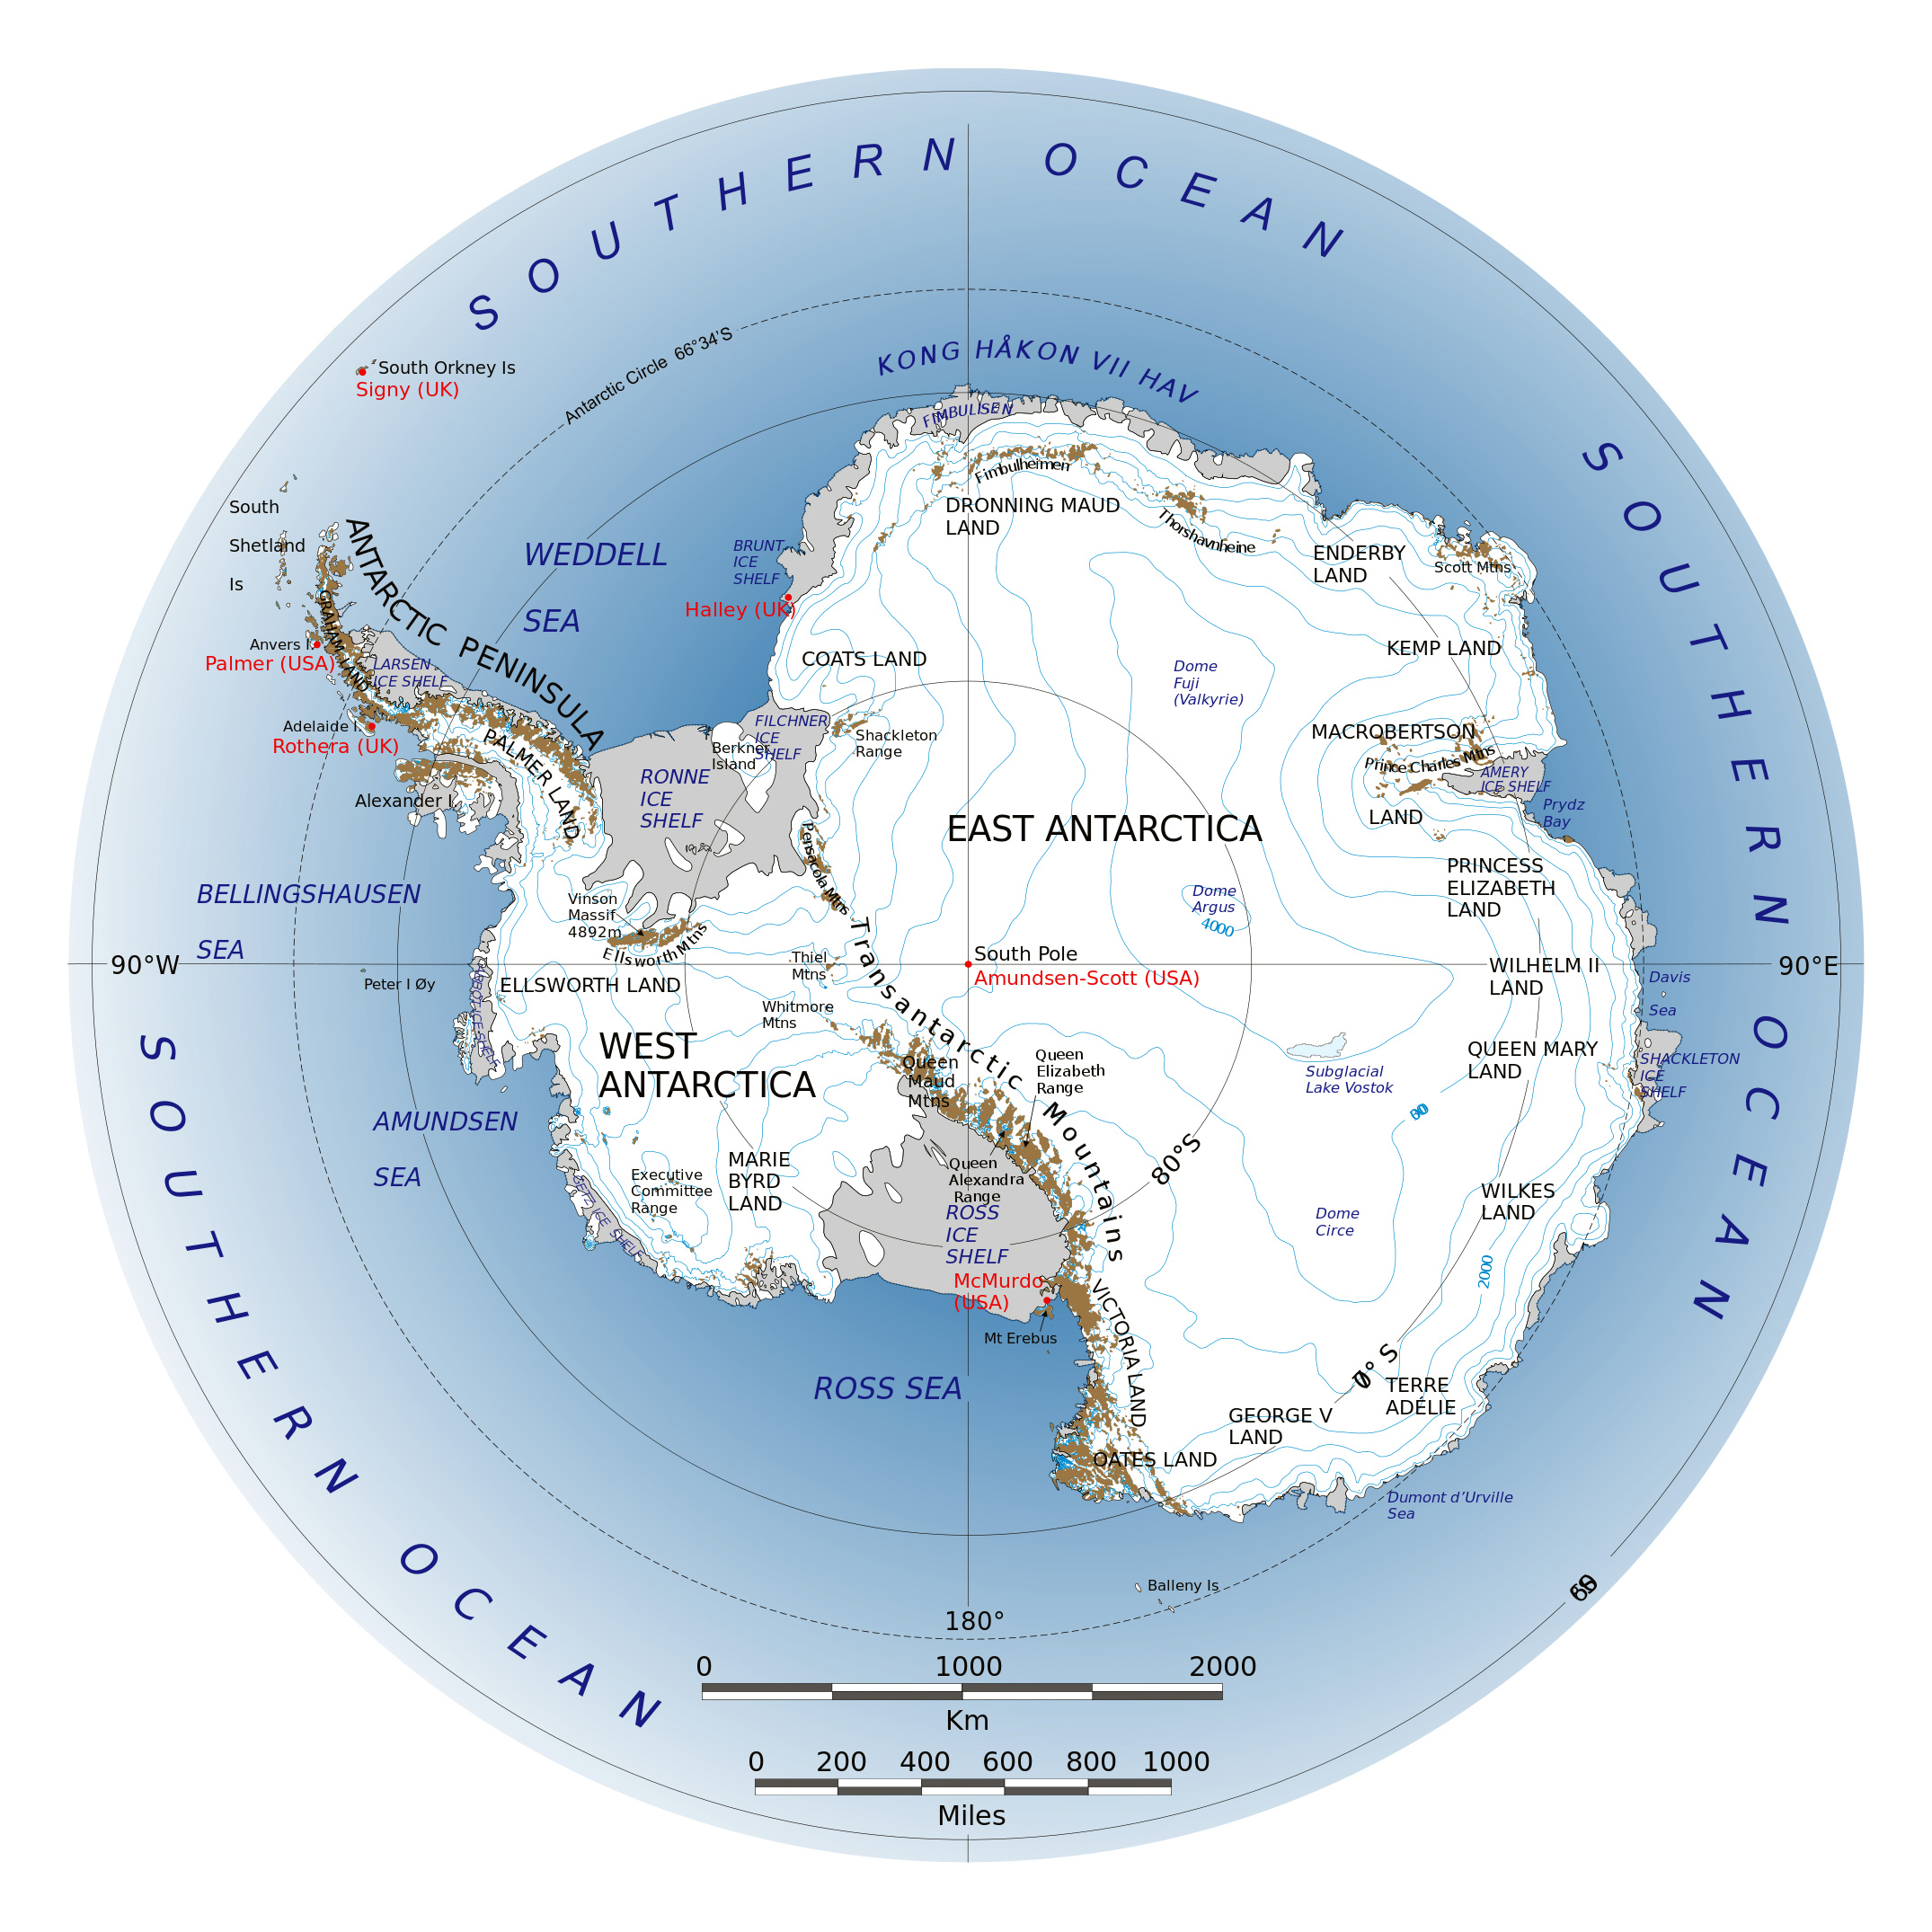 SOUTHERN OCEAN
SOUTHERN OCEAN
SOUTHERN OCEAN
Antarctic Circle 66°34'S
KONG HÅKON VII HAV
South Orkney Is
Signy (UK)
FIMBULISEN
Fimbulheimen
DRONNING MAUD
LAND
Thorshavnheine
ENDERBY
LAND
Scott Mtns
South
Shetland
Is
ANTARCTIC PENINSULA
WEDDELL
SEA
BRUNT
ICE
SHELF
Halley (UK)
GRAHAM LAND
Anvers I.
Palmer (USA)
LARSEN
ICE SHELF
COATS LAND
KEMP LAND
Dome
Fuji
(Valkyrie)
Adelaide I.
Rothera (UK)
PALMER LAND
Alexander I.
FILCHNER
ICE
SHELF
Berkner
Island
Shackleton
Range
RONNE
ICE
SHELF
MACROBERTSON
Prince Charles Mtns
AMERY
ICE SHELF
Prydz
Bay
LAND
EAST ANTARCTICA
Pensacola Mtns
PRINCESS
ELIZABETH
LAND
BELLINGSHAUSEN
SEA
Vinson
Massif
4892m
Ellsworth Mtns
Dome
Argus
4000
Transantarctic Mountains
90°W
Thiel
Mtns
South Pole
Amundsen-Scott (USA)
WILHELM II
LAND
90°E
Davis
Sea
Peter I Øy
ABBOT ICE SHELF
ELLSWORTH LAND
Whitmore
Mtns
WEST
ANTARCTICA
Queen
Maud
Mtns
Queen
Elizabeth
Range
Subglacial
Lake Vostok
QUEEN MARY
LAND
SHACKLETON
ICE
SHELF
AMUNDSEN
SEA
80°S
MARIE
BYRD
LAND
Executive
Committee
Range
GETZ ICE SHELF
Queen
Alexandra
Range
ROSS
ICE
SHELF
Dome
Circe
WILKES
LAND
2000
McMurdo
(USA)
Mt Erebus
VICTORIA LAND
ROSS SEA
TERRE
ADÉLIE
GEORGE V
LAND
OATES LAND
Dumont d'Urville
Sea
Balleny Is
180°
0 1000 2000
Km
0 200 400 600 800 1000
Miles